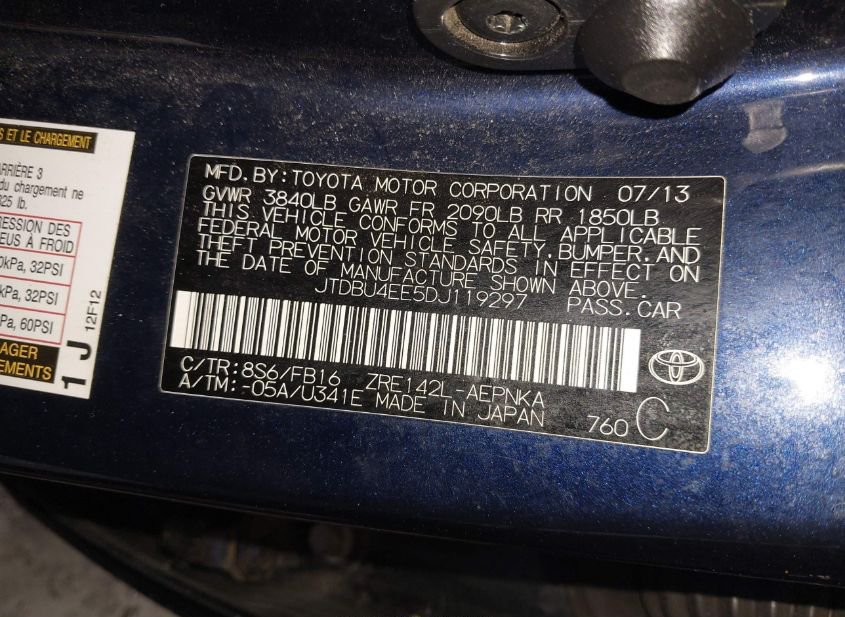 S ET LE CHARGEMENT
ARRIÈRE 3
du chargement ne
825 lb.
RESSION DES
EUS À FROID
0kPa, 32PSI
kPa, 32PSI
Pa, 60PSI
AGER
EMENTS
1 J 12F12
MFD.BY:TOYOTA MOTOR CORPORATION 07/13
GVWR 3840LB GAWR FR 2090LB RR 1850LB
THIS VEHICLE CONFORMS TO ALL APPLICABLE
FEDERAL MOTOR VEHICLE SAFETY,BUMPER,AND
THEFT PREVENTION STANDARDS IN EFFECT ON
THE DATE OF MANUFACTURE SHOWN ABOVE.
JTDBU4EE5DJ119297 PASS.CAR
C/TR:8S6/FB16 ZRE142L-AEPNKA
A/TM:-05A/U341E MADE IN JAPAN
760 C